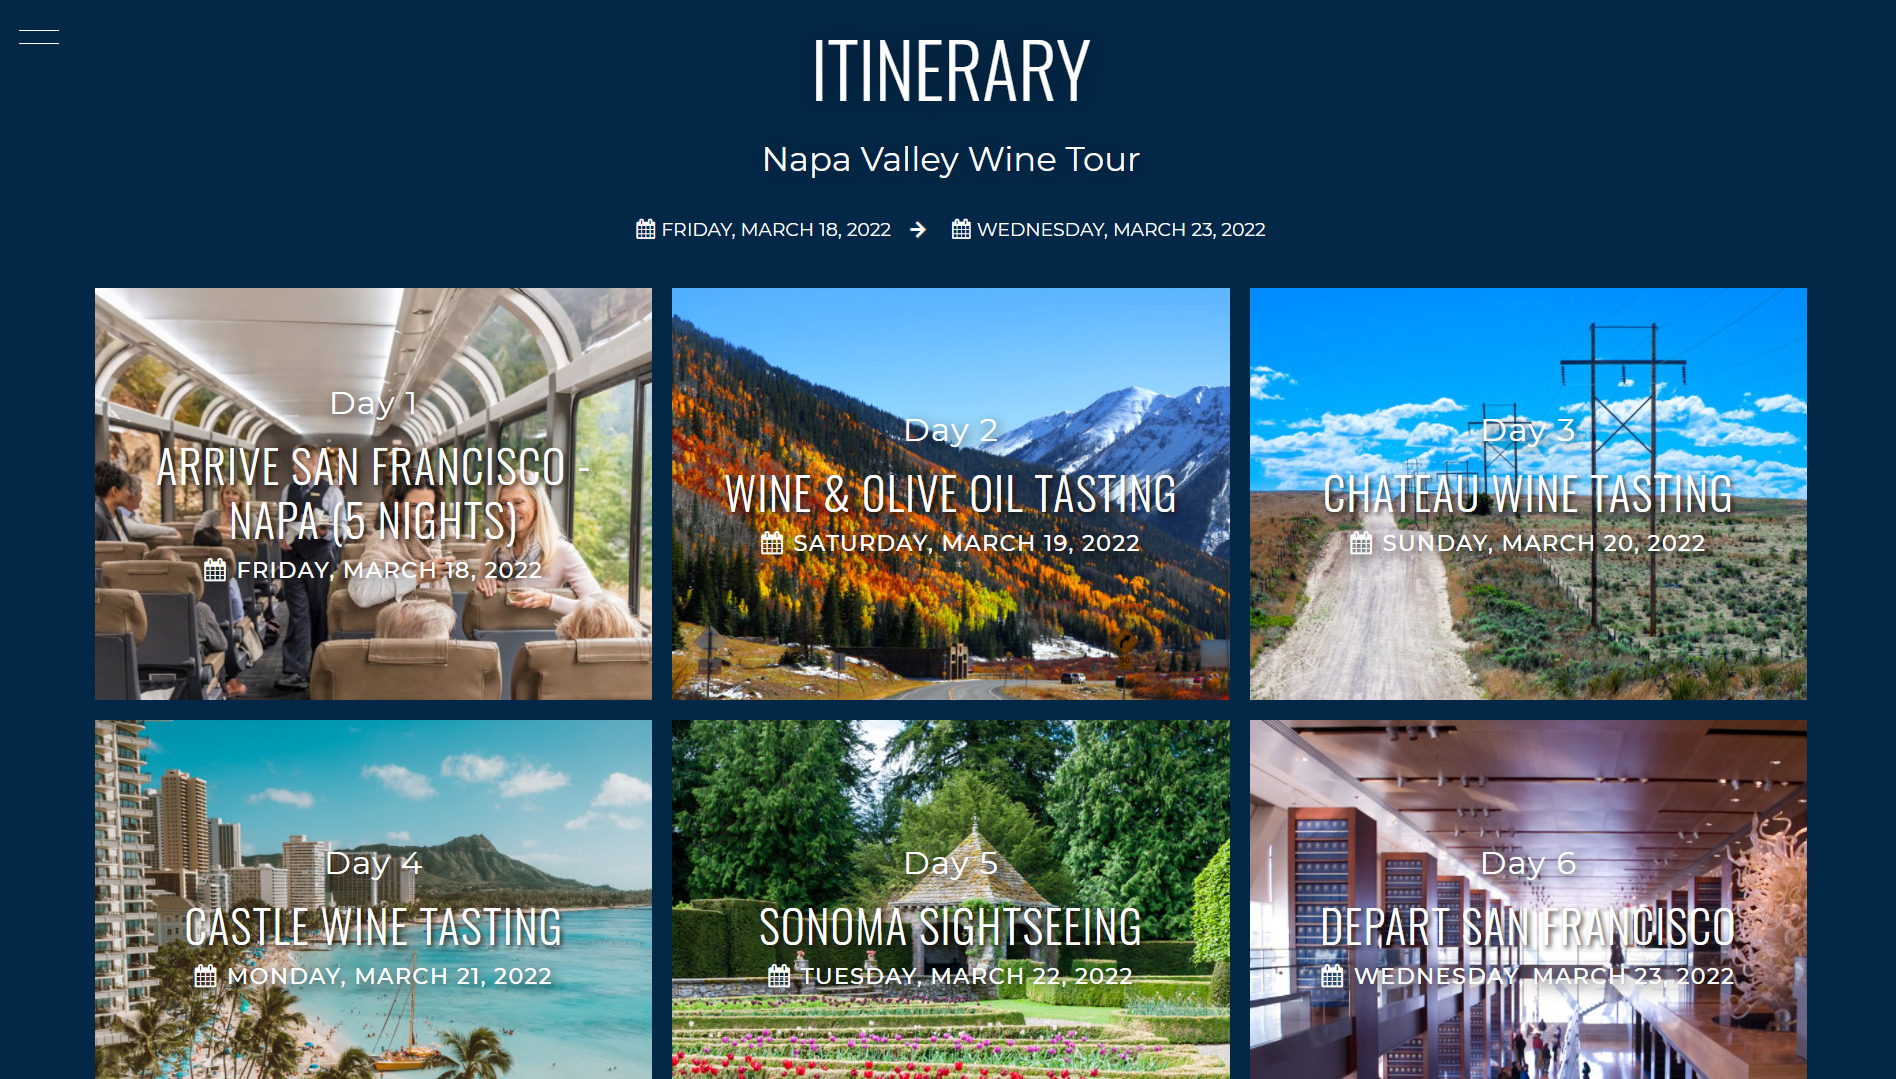 ITINERARY
Napa Valley Wine Tour
FRIDAY, MARCH 18, 2022 → WEDNESDAY, MARCH 23, 2022
Day 1
ARRIVE SAN FRANCISCO -
NAPA (5 NIGHTS)
FRIDAY, MARCH 18, 2022
Day 2
WINE & OLIVE OIL TASTING
SATURDAY, MARCH 19, 2022
Day 3
CHATEAU WINE TASTING
SUNDAY, MARCH 20, 2022
Day 4
CASTLE WINE TASTING
MONDAY, MARCH 21, 2022
Day 5
SONOMA SIGHTSEEING
TUESDAY, MARCH 22, 2022
Day 6
DEPART SAN FRANCISCO
WEDNESDAY, MARCH 23, 2022